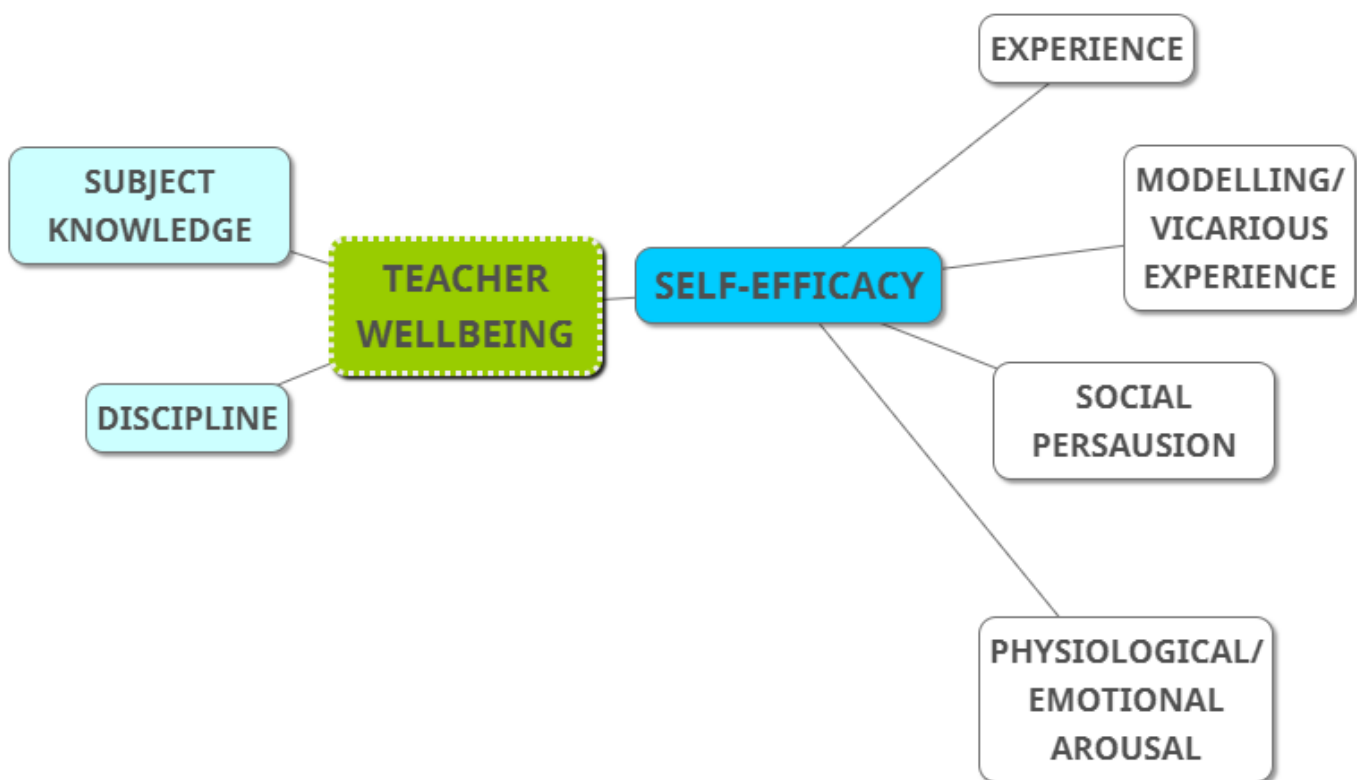 EXPERIENCE
SUBJECT
KNOWLEDGE
MODELLING/
VICARIOUS
EXPERIENCE
TEACHER
WELLBEING
SELF-EFFICACY
DISCIPLINE
SOCIAL
PERSAUSION
PHYSIOLOGICAL/
EMOTIONAL
AROUSAL